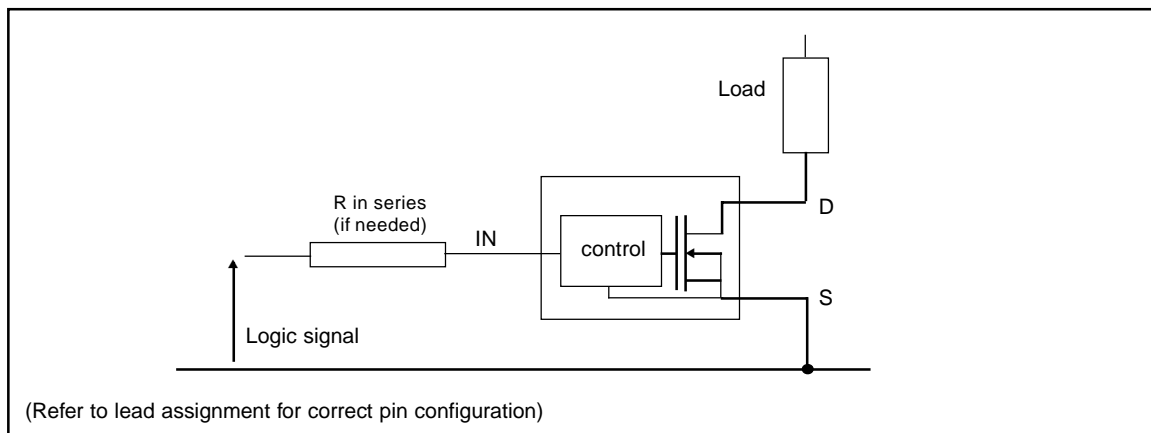 Load
D
R in series
(if needed)
IN
control
S
Logic signal
(Refer to lead assignment for correct pin configuration)